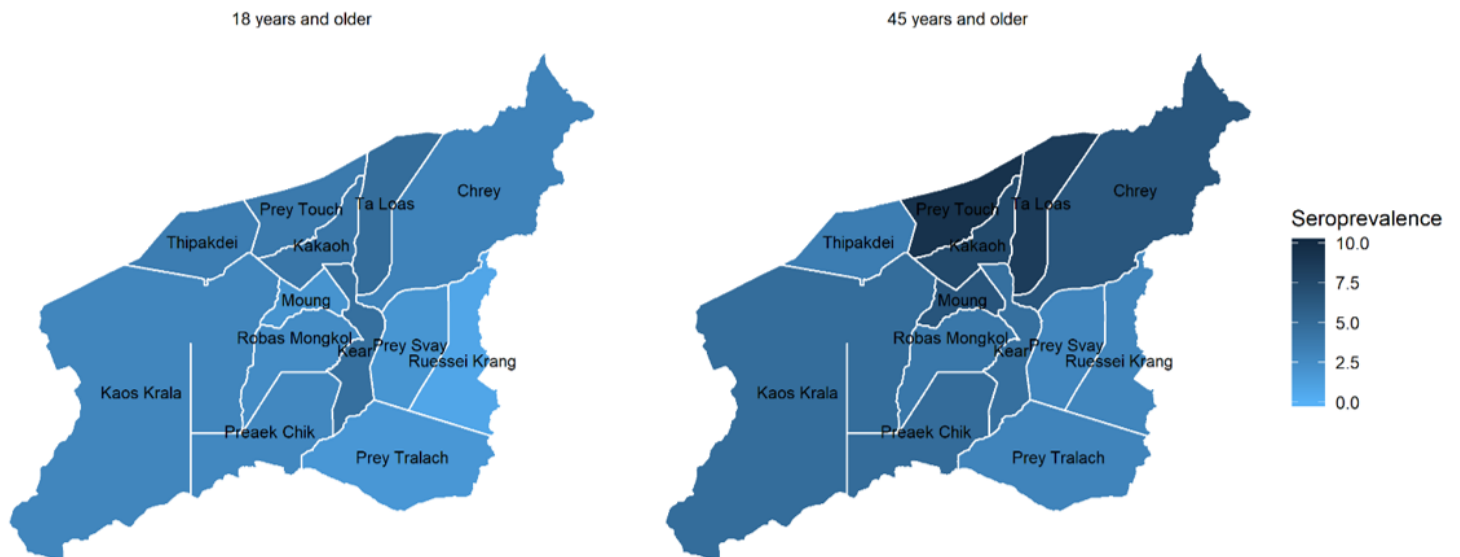 18 years and older
Chrey
Prey Touch
Ta Loas
Thipakdei
Kakaoh
Moung
Robas Mongkol
Kear
Prey Svay
Ruessei Krang
Kaos Krala
Preaek Chik
Prey Tralach
45 years and older
Chrey
Prey Touch
Ta Loas
Thipakdei
Kakaoh
Moung
Robas Mongkol
Kear
Prey Svay
Ruessei Krang
Kaos Krala
Preaek Chik
Prey Tralach
Seroprevalence
10.0
7.5
5.0
2.5
0.0